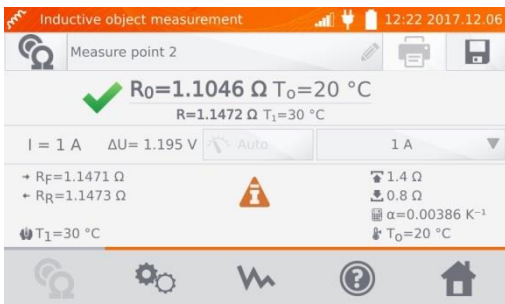 Inductive object measurement 12:22 2017.12.06
Measure point 2
R₀=1.1046 Ω Tₒ=20 °C
R=1.1472 Ω T₁=30 °C
I = 1 A ΔU= 1.195 V Auto 1 A
RF=1.1471 Ω 1.4 Ω
RR=1.1473 Ω 0.8 Ω
α=0.00386 K⁻¹
T₁=30 °C Tₒ=20 °C